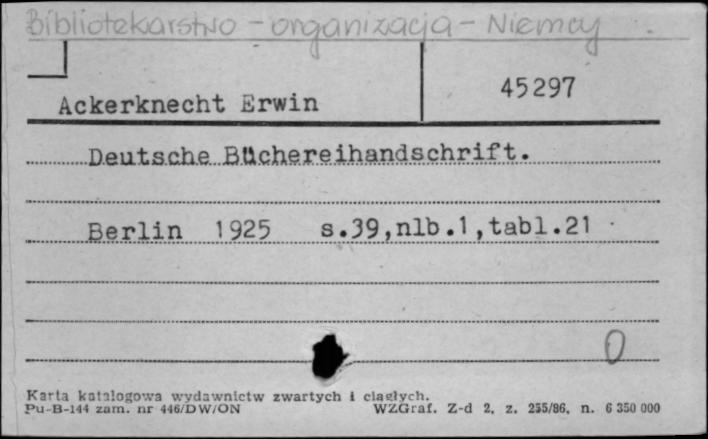 Bibliotekarstwo - organizacja - Niemcy
45297
Ackerknecht Erwin
Deutsche Büchereihandschrift.
Berlin 1925 s.39,nlb.1,tabl.21
0
Karta katalogowa wydawnictw zwartych i ciągłych.
Pu-B-144 zam. nr 446/DW/ON WZGraf. Z-d 2, z. 255/86, n. 6 350 000